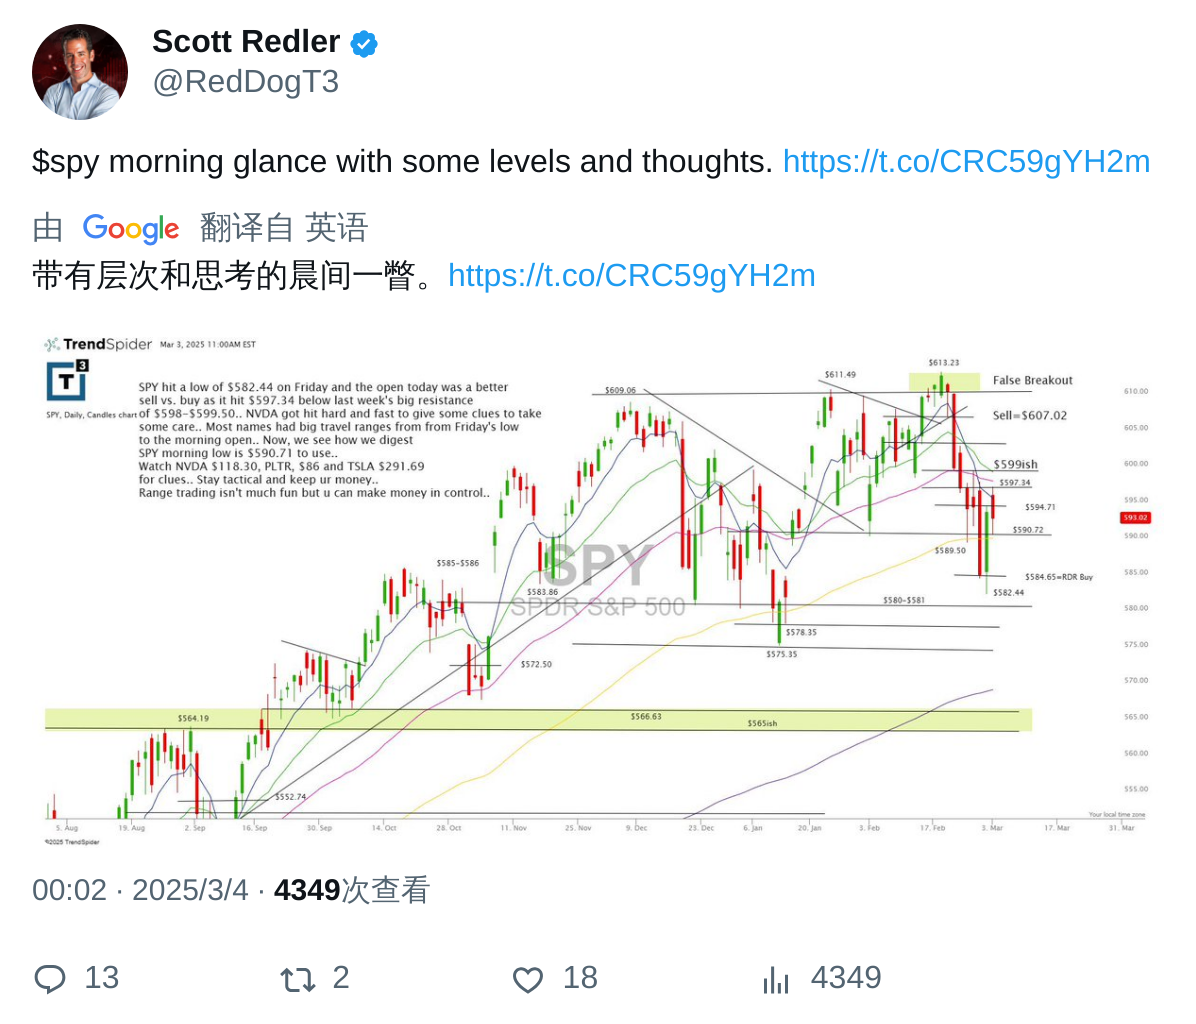 Scott Redler
@RedDogT3
$spy morning glance with some levels and thoughts. https://t.co/CRC59gYH2m
由 Google 翻译自 英语
带有层次和思考的晨间一瞥。https://t.co/CRC59gYH2m
TrendSpider Mar 3, 2025 11:00AM EST
T3
SPY, Daily, Candles chart
SPY hit a low of $582.44 on Friday and the open today was a better
sell vs. buy as it hit $597.34 below last week's big resistance
of $598-$599.50.. NVDA got hit hard and fast to give some clues to take
some care.. Most names had big travel ranges from from Friday's low
to the morning open.. Now, we see how we digest
SPY morning low is $590.71 to use..
Watch NVDA $118.30, PLTR, $86 and TSLA $291.69
for clues.. Stay tactical and keep ur money..
Range trading isn't much fun but u can make money in control..
$613.23
$611.49
$609.06
False Breakout
Sell=$607.02
$599ish
$597.34
$594.71
$590.72
$589.50
$585-$586
$584.65=RDR Buy
$583.86
$582.44
$580-$581
$578.35
$575.35
$572.50
$566.63
$564.19
$565ish
$552.74
SPY
SPDR S&P 500
610.00
605.00
600.00
595.00
593.02
590.00
585.00
580.00
575.00
570.00
565.00
560.00
555.00
Your local time zone
5. Aug 19. Aug 2. Sep 16. Sep 30. Sep 14. Oct 28. Oct 11. Nov 25. Nov 9. Dec 23. Dec 6. Jan 20. Jan 3. Feb 17. Feb 3. Mar 17. Mar 31. Mar
©2025 TrendSpider
00:02 · 2025/3/4 · 4349次查看
13 2 18 4349